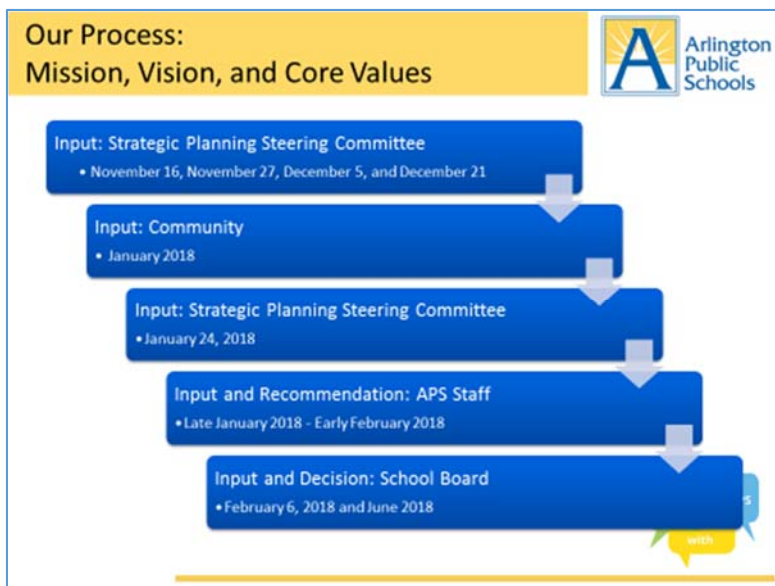 Our Process:
Mission, Vision, and Core Values
A
Arlington
Public
Schools
Input: Strategic Planning Steering Committee
• November 16, November 27, December 5, and December 21
Input: Community
• January 2018
Input: Strategic Planning Steering Committee
•January 24, 2018
Input and Recommendation: APS Staff
•Late January 2018 - Early February 2018
Input and Decision: School Board
•February 6, 2018 and June 2018
with